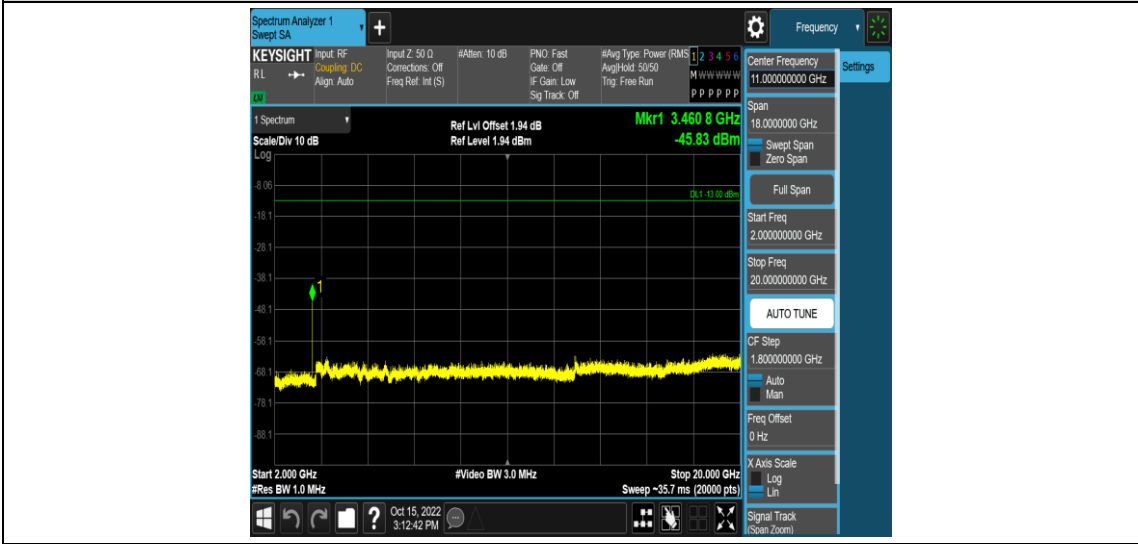 Spectrum Analyzer 1
Swept SA
Frequency
KEYSIGHT
RL
LNI
Input: RF
Coupling: DC
Align: Auto
Input Z: 50 Ω
Corrections: Off
Freq Ref: Int (S)
#Atten: 10 dB
PNO: Fast
Gate: Off
IF Gain: Low
Sig Track: Off
#Avg Type: Power (RMS
Avg|Hold: 50/50
Trig: Free Run
1 2 3 4 5 6
M W W W W W
P P P P P P
1 Spectrum
Scale/Div 10 dB
Log
Ref Lvl Offset 1.94 dB
Ref Level 1.94 dBm
Mkr1 3.460 8 GHz
-45.83 dBm
-8.06
DL1 -13.00 dBm
-18.1
-28.1
-38.1
1
-48.1
-58.1
-68.1
-78.1
-88.1
Start 2.000 GHz
#Res BW 1.0 MHz
#Video BW 3.0 MHz
Stop 20.000 GHz
Sweep ~35.7 ms (20000 pts)
?
Oct 15, 2022
3:12:42 PM
Center Frequency
11.000000000 GHz
Settings
Span
18.0000000 GHz
Swept Span
Zero Span
Full Span
Start Freq
2.000000000 GHz
Stop Freq
20.000000000 GHz
AUTO TUNE
CF Step
1.800000000 GHz
Auto
Man
Freq Offset
0 Hz
X Axis Scale
Log
Lin
Signal Track
(Span Zoom)